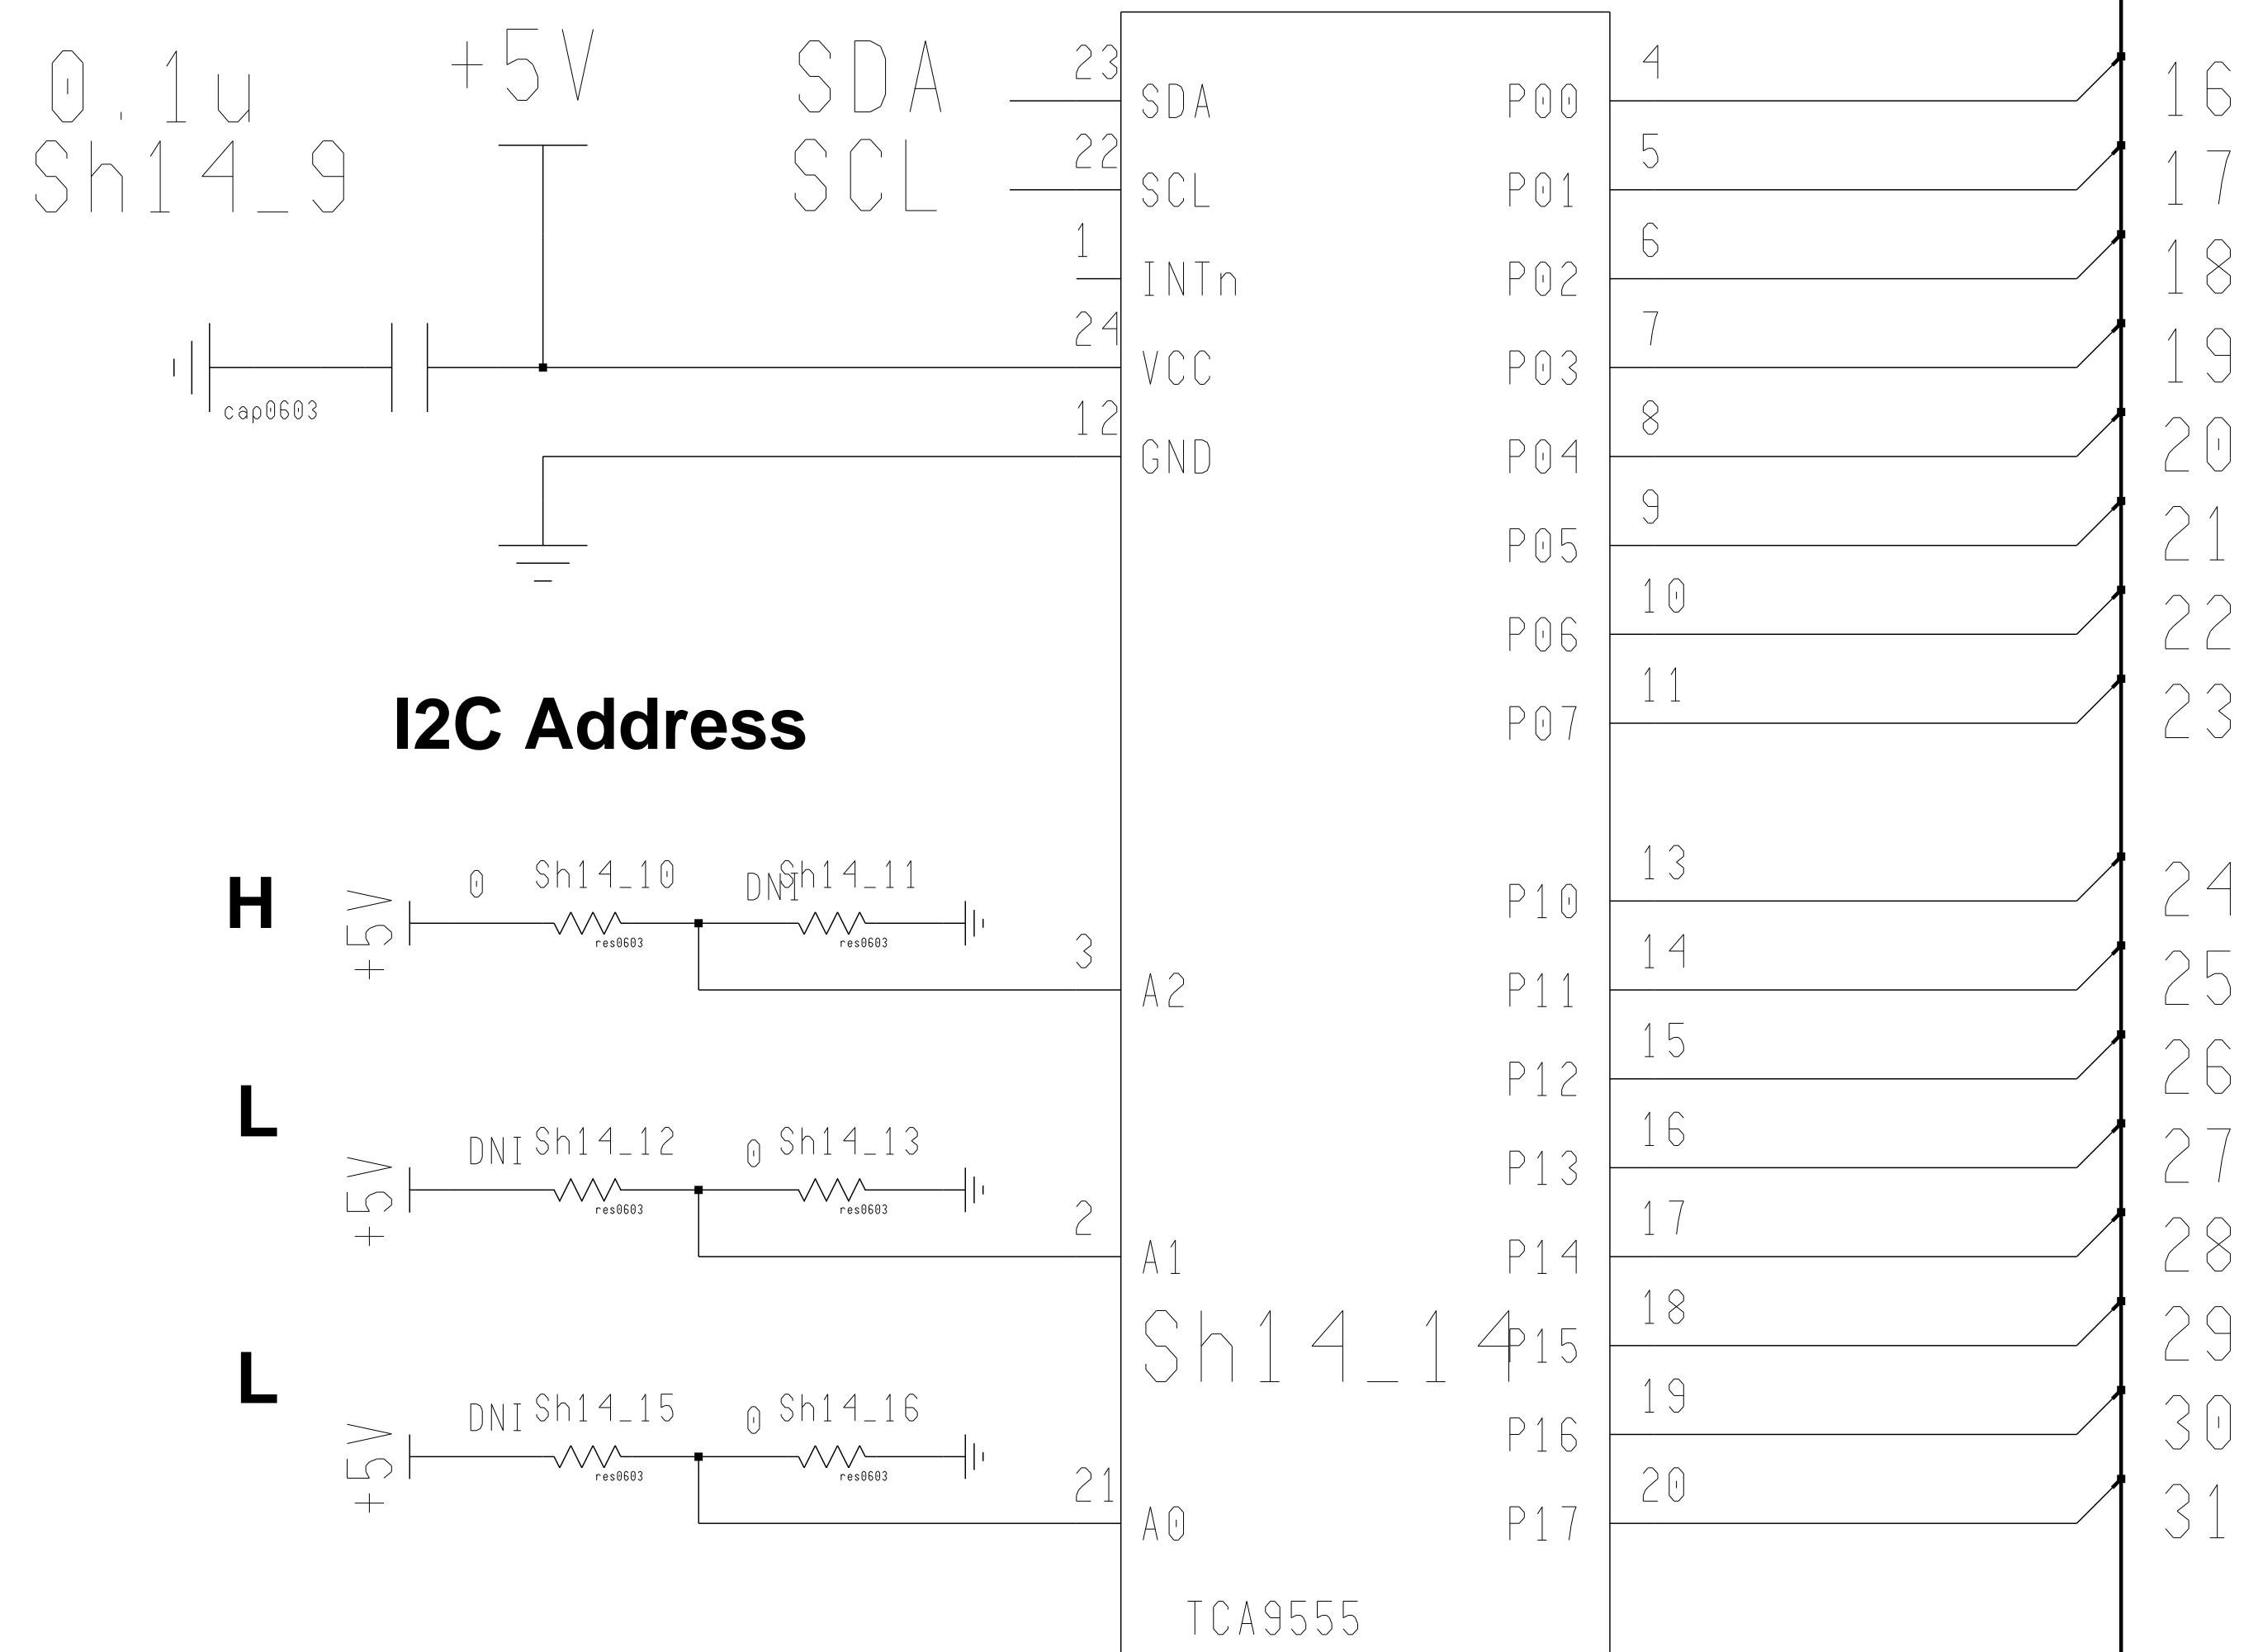 0.1u
Sh14_9
+5V
SDA
SCL
cap0603
23
SDA
22
SCL
1
INTn
24
VCC
12
GND
I2C Address
H
+5V
0
Sh14_10
res0603
DNI
Sh14_11
res0603
3
A2
L
+5V
DNI
Sh14_12
res0603
0
Sh14_13
res0603
2
A1
L
+5V
DNI
Sh14_15
res0603
0
Sh14_16
res0603
21
A0
Sh14_14
TCA9555
P00 4 16
P01 5 17
P02 6 18
P03 7 19
P04 8 20
P05 9 21
P06 10 22
P07 11 23
P10 13 24
P11 14 25
P12 15 26
P13 16 27
P14 17 28
P15 18 29
P16 19 30
P17 20 31